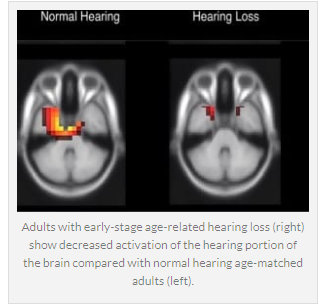 Normal Hearing
Hearing Loss
Adults with early-stage age-related hearing loss (right)
show decreased activation of the hearing portion of
the brain compared with normal hearing age-matched
adults (left).